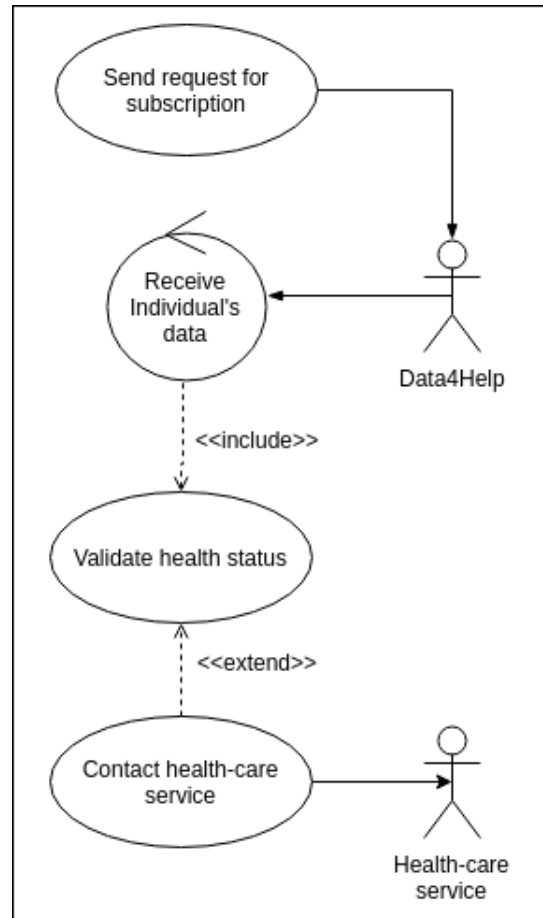 Send request for
subscription
Receive
Individual's
data
Data4Help
<<include>>
Validate health status
<<extend>>
Contact health-care
service
Health-care
service